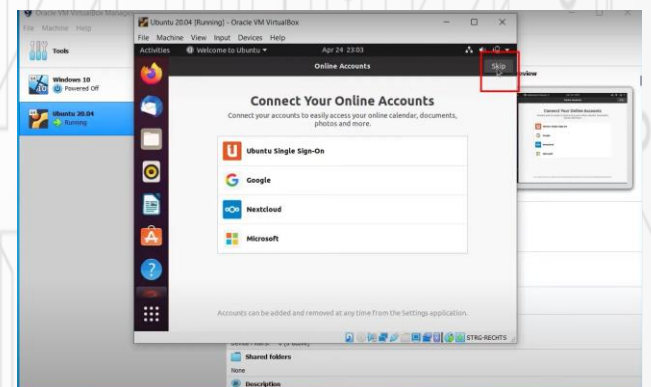 Oracle VM VirtualBox Manager
File Machine Help
Tools
Windows 10
Powered Off
Ubuntu 20.04
Running
Ubuntu 20.04 [Running] - Oracle VM VirtualBox
File Machine View Input Devices Help
Activities Welcome to Ubuntu Apr 24 23:03
Online Accounts
Skip
Connect Your Online Accounts
Connect your accounts to easily access your online calendar, documents,
photos and more.
Ubuntu Single Sign-On
Google
Nextcloud
Microsoft
Accounts can be added and removed at any time from the Settings application.
STRG-RECHTS
Shared folders
None
Description